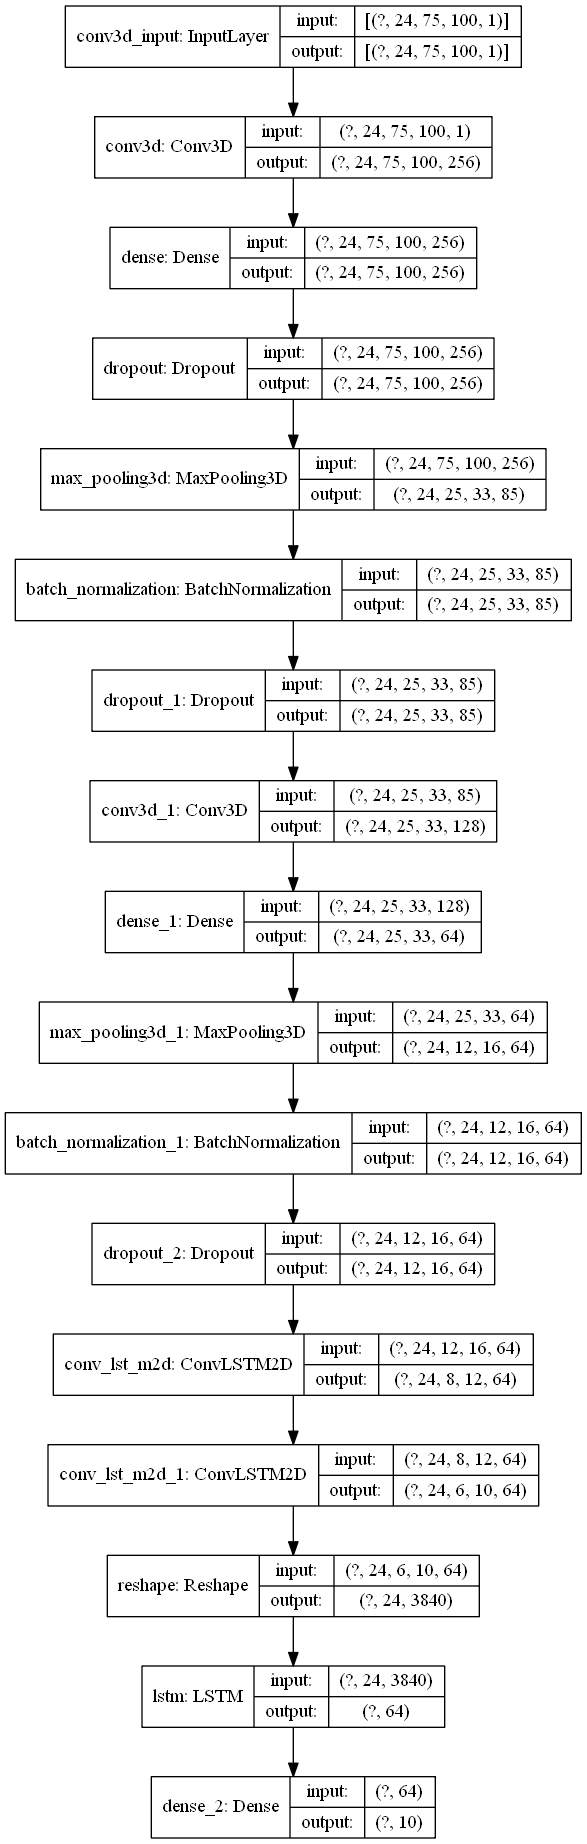 conv3d_input: InputLayer
input: [(?, 24, 75, 100, 1)]
output: [(?, 24, 75, 100, 1)]
conv3d: Conv3D
input: (?, 24, 75, 100, 1)
output: (?, 24, 75, 100, 256)
dense: Dense
input: (?, 24, 75, 100, 256)
output: (?, 24, 75, 100, 256)
dropout: Dropout
input: (?, 24, 75, 100, 256)
output: (?, 24, 75, 100, 256)
max_pooling3d: MaxPooling3D
input: (?, 24, 75, 100, 256)
output: (?, 24, 25, 33, 85)
batch_normalization: BatchNormalization
input: (?, 24, 25, 33, 85)
output: (?, 24, 25, 33, 85)
dropout_1: Dropout
input: (?, 24, 25, 33, 85)
output: (?, 24, 25, 33, 85)
conv3d_1: Conv3D
input: (?, 24, 25, 33, 85)
output: (?, 24, 25, 33, 128)
dense_1: Dense
input: (?, 24, 25, 33, 128)
output: (?, 24, 25, 33, 64)
max_pooling3d_1: MaxPooling3D
input: (?, 24, 25, 33, 64)
output: (?, 24, 12, 16, 64)
batch_normalization_1: BatchNormalization
input: (?, 24, 12, 16, 64)
output: (?, 24, 12, 16, 64)
dropout_2: Dropout
input: (?, 24, 12, 16, 64)
output: (?, 24, 12, 16, 64)
conv_lst_m2d: ConvLSTM2D
input: (?, 24, 12, 16, 64)
output: (?, 24, 8, 12, 64)
conv_lst_m2d_1: ConvLSTM2D
input: (?, 24, 8, 12, 64)
output: (?, 24, 6, 10, 64)
reshape: Reshape
input: (?, 24, 6, 10, 64)
output: (?, 24, 3840)
lstm: LSTM
input: (?, 24, 3840)
output: (?, 64)
dense_2: Dense
input: (?, 64)
output: (?, 10)